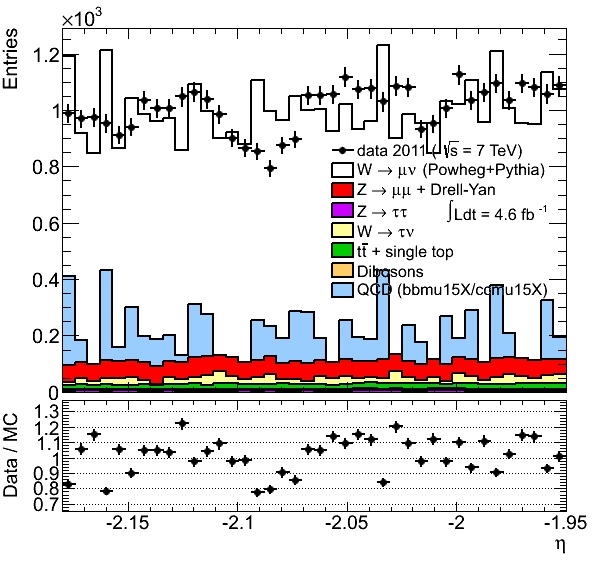 ×10³
Entries
1.2
1
0.8
0.6
0.4
0.2
0
data 2011 (√s = 7 TeV)
W → μν (Powheg+Pythia)
Z → μμ + Drell-Yan
Z → ττ
∫Ldt = 4.6 fb⁻¹
W → τν
tt̄ + single top
Dibosons
QCD (bbmu15X/ccmu15X)
Data / MC
1.3
1.2
1.1
1
0.9
0.8
0.7
-2.15
-2.1
-2.05
-2
-1.95
η